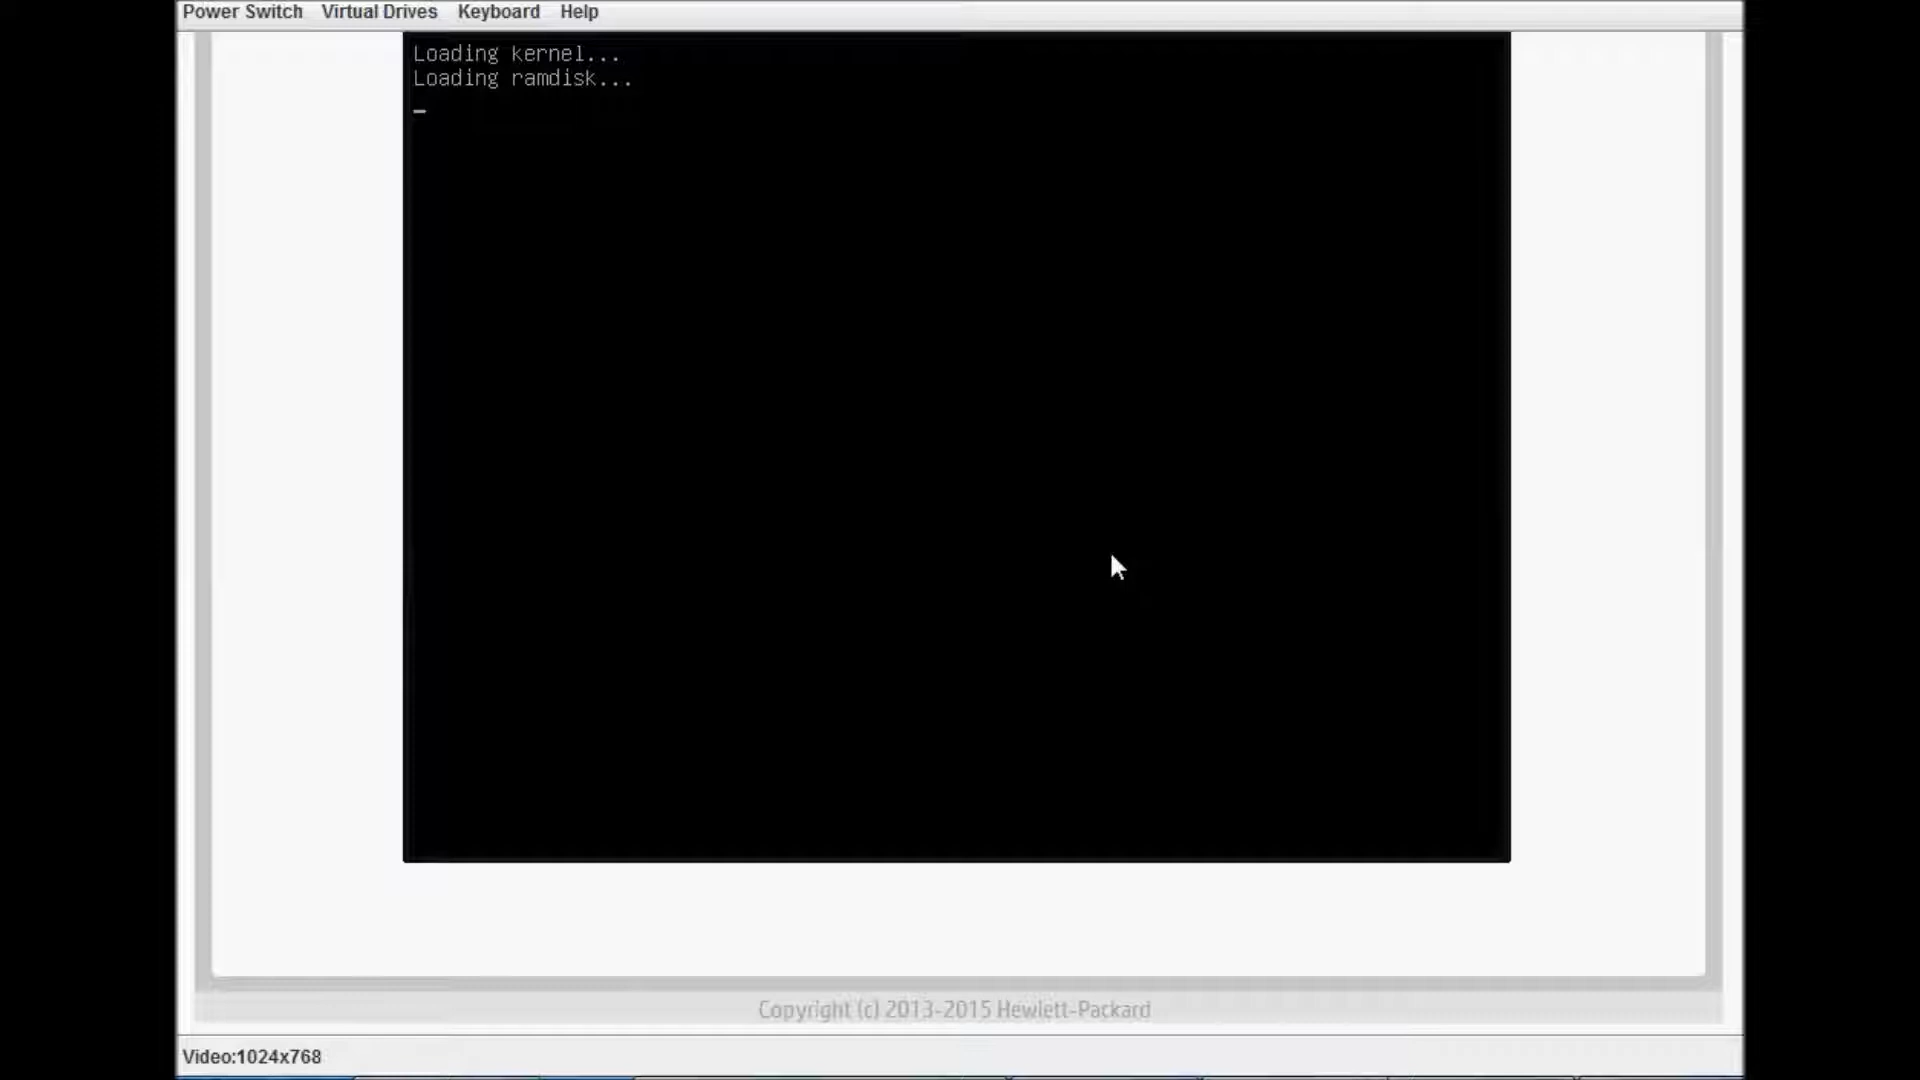 Power Switch Virtual Drives Keyboard Help
Loading kernel...
Loading ramdisk...
Copyright (c) 2013-2015 Hewlett-Packard
Video:1024x768